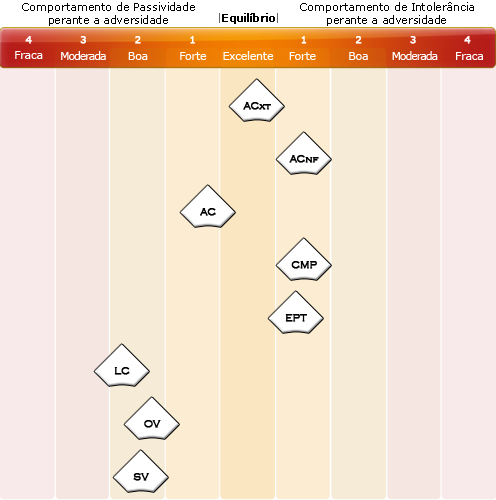 Comportamento de Passividade
perante a adversidade
|Equilíbrio|
Comportamento de Intolerância
perante a adversidade
4 3 2 1 1 2 3 4
Fraca Moderada Boa Forte Excelente Forte Boa Moderada Fraca
ACXT
ACNF
AC
CMP
EPT
LC
OV
SV